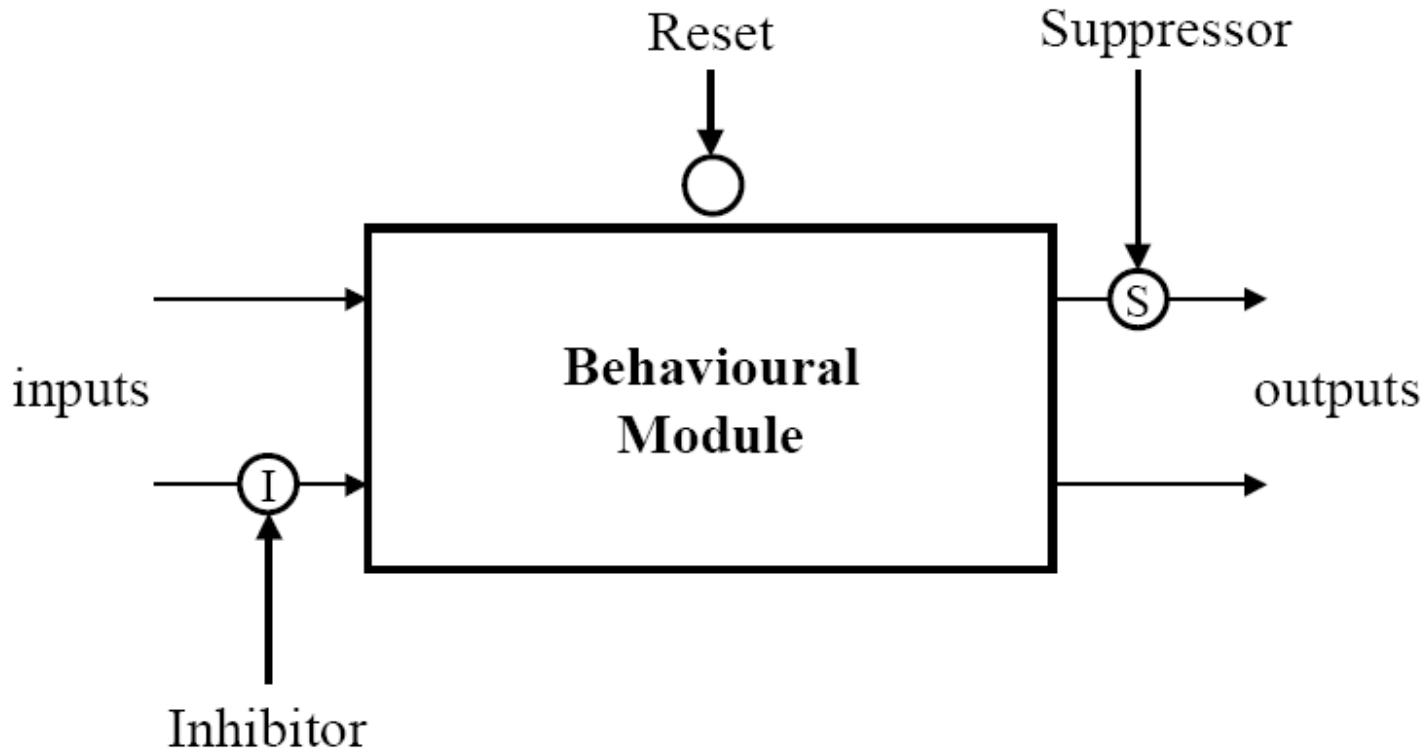 Reset
Suppressor
S
inputs
Behavioural
Module
outputs
I
Inhibitor